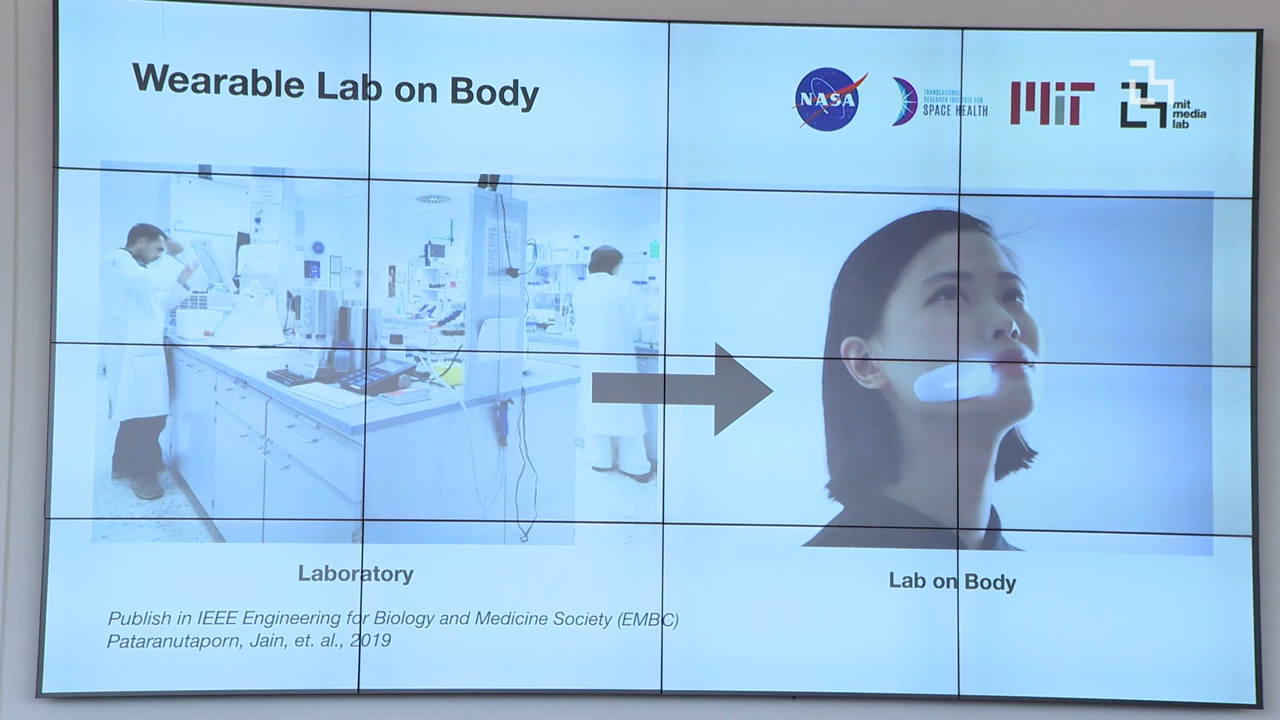 Wearable Lab on Body
NASA
TRANSLATIONAL
RESEARCH INSTITUTE FOR
SPACE HEALTH
MIT
mit
media
lab
Laboratory
Lab on Body
Publish in IEEE Engineering for Biology and Medicine Society (EMBC)
Pataranutaporn, Jain, et. al., 2019